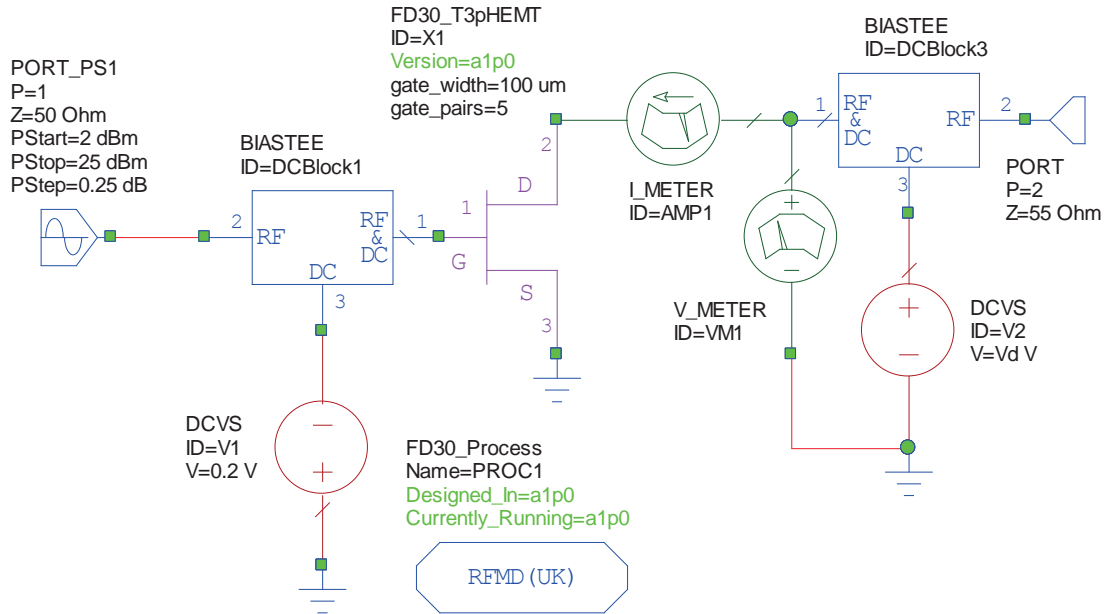 PORT_PS1
P=1
Z=50 Ohm
PStart=2 dBm
PStop=25 dBm
PStep=0.25 dB
BIASTEE
ID=DCBlock1
2
RF
RF
&
DC
1
DC
3
DCVS
ID=V1
V=0.2 V
FD30_T3pHEMT
ID=X1
Version=a1p0
gate_width=100 um
gate_pairs=5
2
D
1
G
S
3
I_METER
ID=AMP1
V_METER
ID=VM1
BIASTEE
ID=DCBlock3
1
RF
&
DC
RF
2
DC
3
PORT
P=2
Z=55 Ohm
DCVS
ID=V2
V=Vd V
FD30_Process
Name=PROC1
Designed_In=a1p0
Currently_Running=a1p0
RFMD(UK)